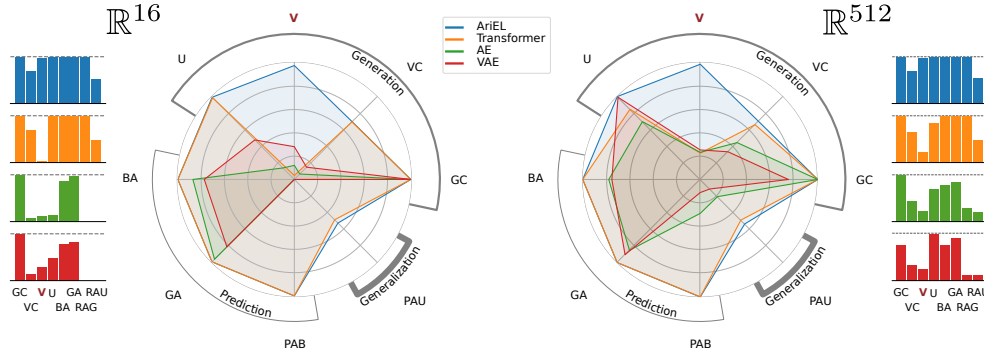 ℝ¹⁶
V
AriEL
Transformer
AE
VAE
V
ℝ⁵¹²
U
Generation
VC
U
Generation
VC
BA
GC
BA
GC
GA
Prediction
PAB
Generalization
PAU
GA
Prediction
PAB
Generalization
PAU
GC V U GA RAU
VC BA RAG
GC V U GA RAU
VC BA RAG